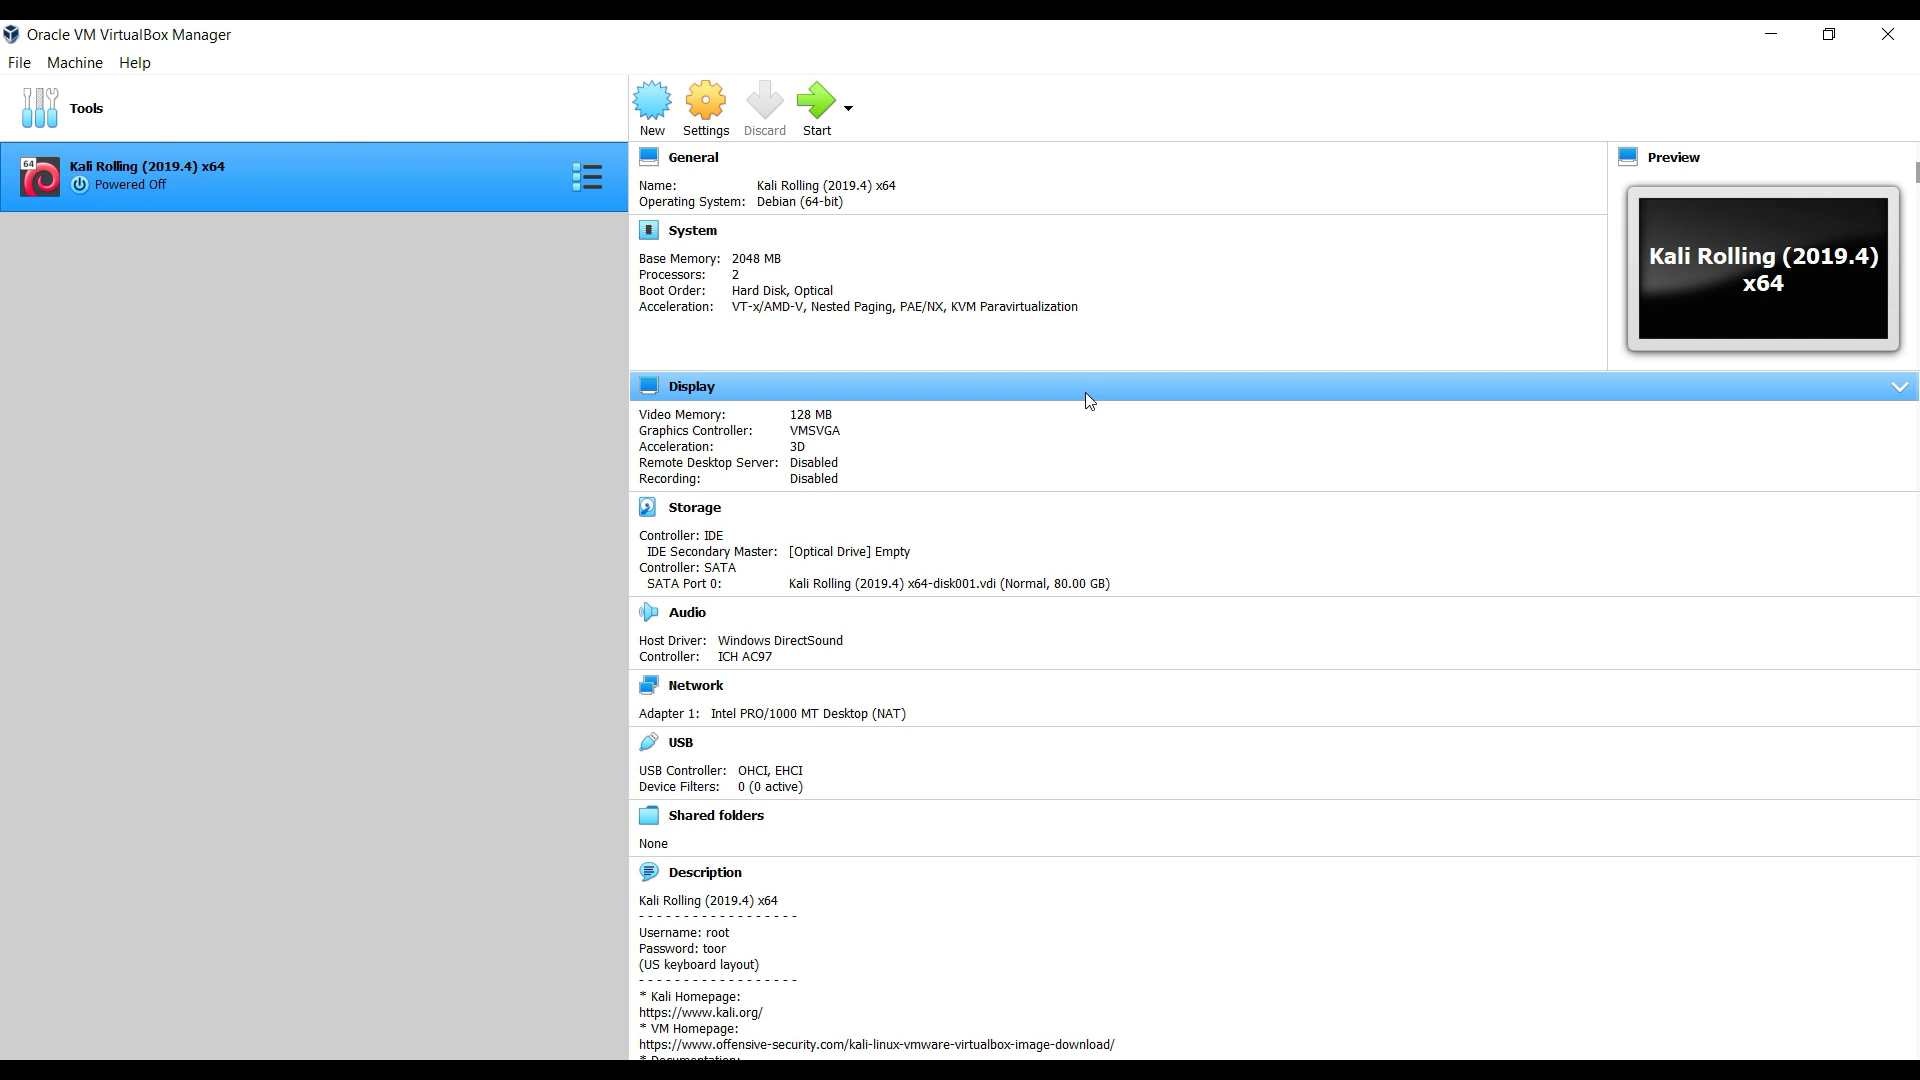 Oracle VM VirtualBox Manager
File Machine Help
Tools
New Settings Discard Start
64
Kali Rolling (2019.4) x64
Powered Off
General
Name: Kali Rolling (2019.4) x64
Operating System: Debian (64-bit)
Preview
Kali Rolling (2019.4)
x64
System
Base Memory: 2048 MB
Processors: 2
Boot Order: Hard Disk, Optical
Acceleration: VT-x/AMD-V, Nested Paging, PAE/NX, KVM Paravirtualization
Display
Video Memory: 128 MB
Graphics Controller: VMSVGA
Acceleration: 3D
Remote Desktop Server: Disabled
Recording: Disabled
Storage
Controller: IDE
IDE Secondary Master: [Optical Drive] Empty
Controller: SATA
SATA Port 0: Kali Rolling (2019.4) x64-disk001.vdi (Normal, 80.00 GB)
Audio
Host Driver: Windows DirectSound
Controller: ICH AC97
Network
Adapter 1: Intel PRO/1000 MT Desktop (NAT)
USB
USB Controller: OHCI, EHCI
Device Filters: 0 (0 active)
Shared folders
None
Description
Kali Rolling (2019.4) x64
- - - - - - - - - - - - - - - - - -
Username: root
Password: toor
(US keyboard layout)
- - - - - - - - - - - - - - - - - -
* Kali Homepage:
https://www.kali.org/
* VM Homepage:
https://www.offensive-security.com/kali-linux-vmware-virtualbox-image-download/